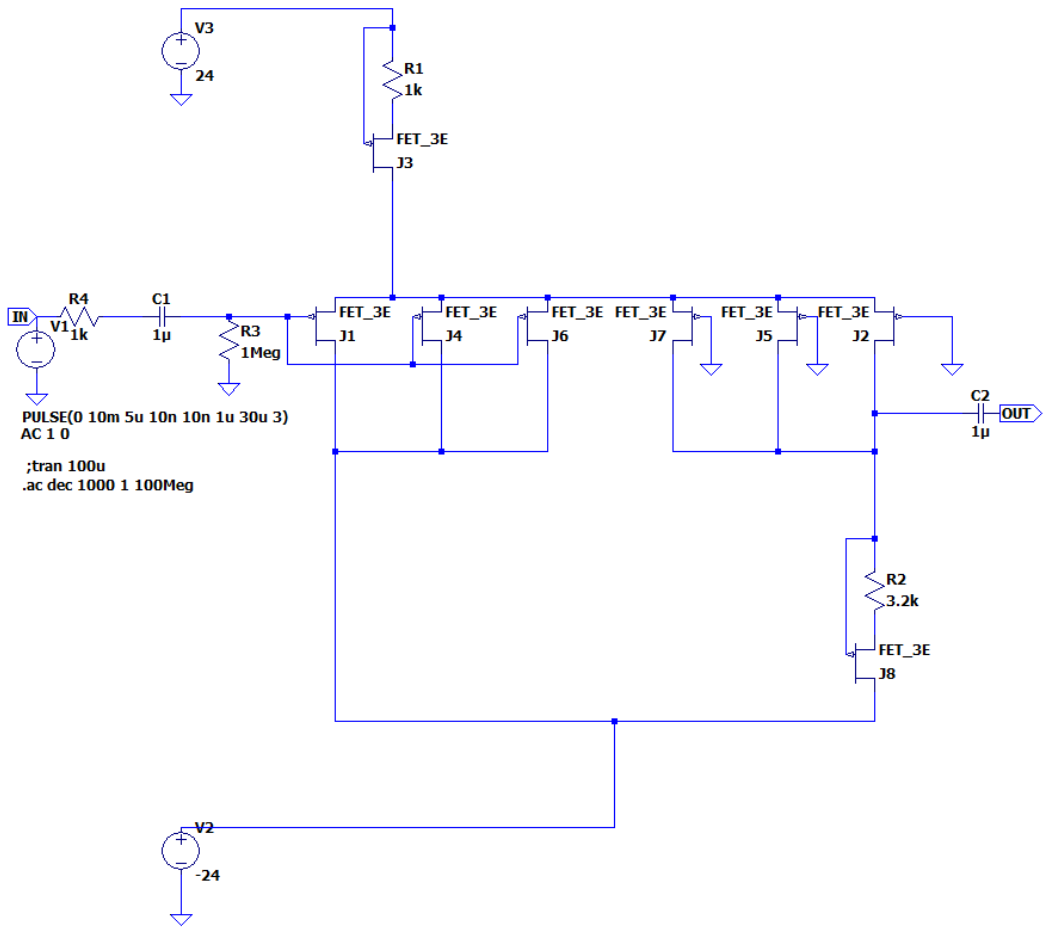 V3
24
R1
1k
FET_3E
J3
IN
V1
R4
1k
C1
1µ
R3
1Meg
FET_3E
J1
FET_3E
J4
FET_3E
J6
FET_3E
J7
FET_3E
J5
FET_3E
J2
C2
1µ
OUT
PULSE(0 10m 5u 10n 10n 1u 30u 3)
AC 1 0
;tran 100u
.ac dec 1000 1 100Meg
R2
3.2k
FET_3E
J8
V2
-24